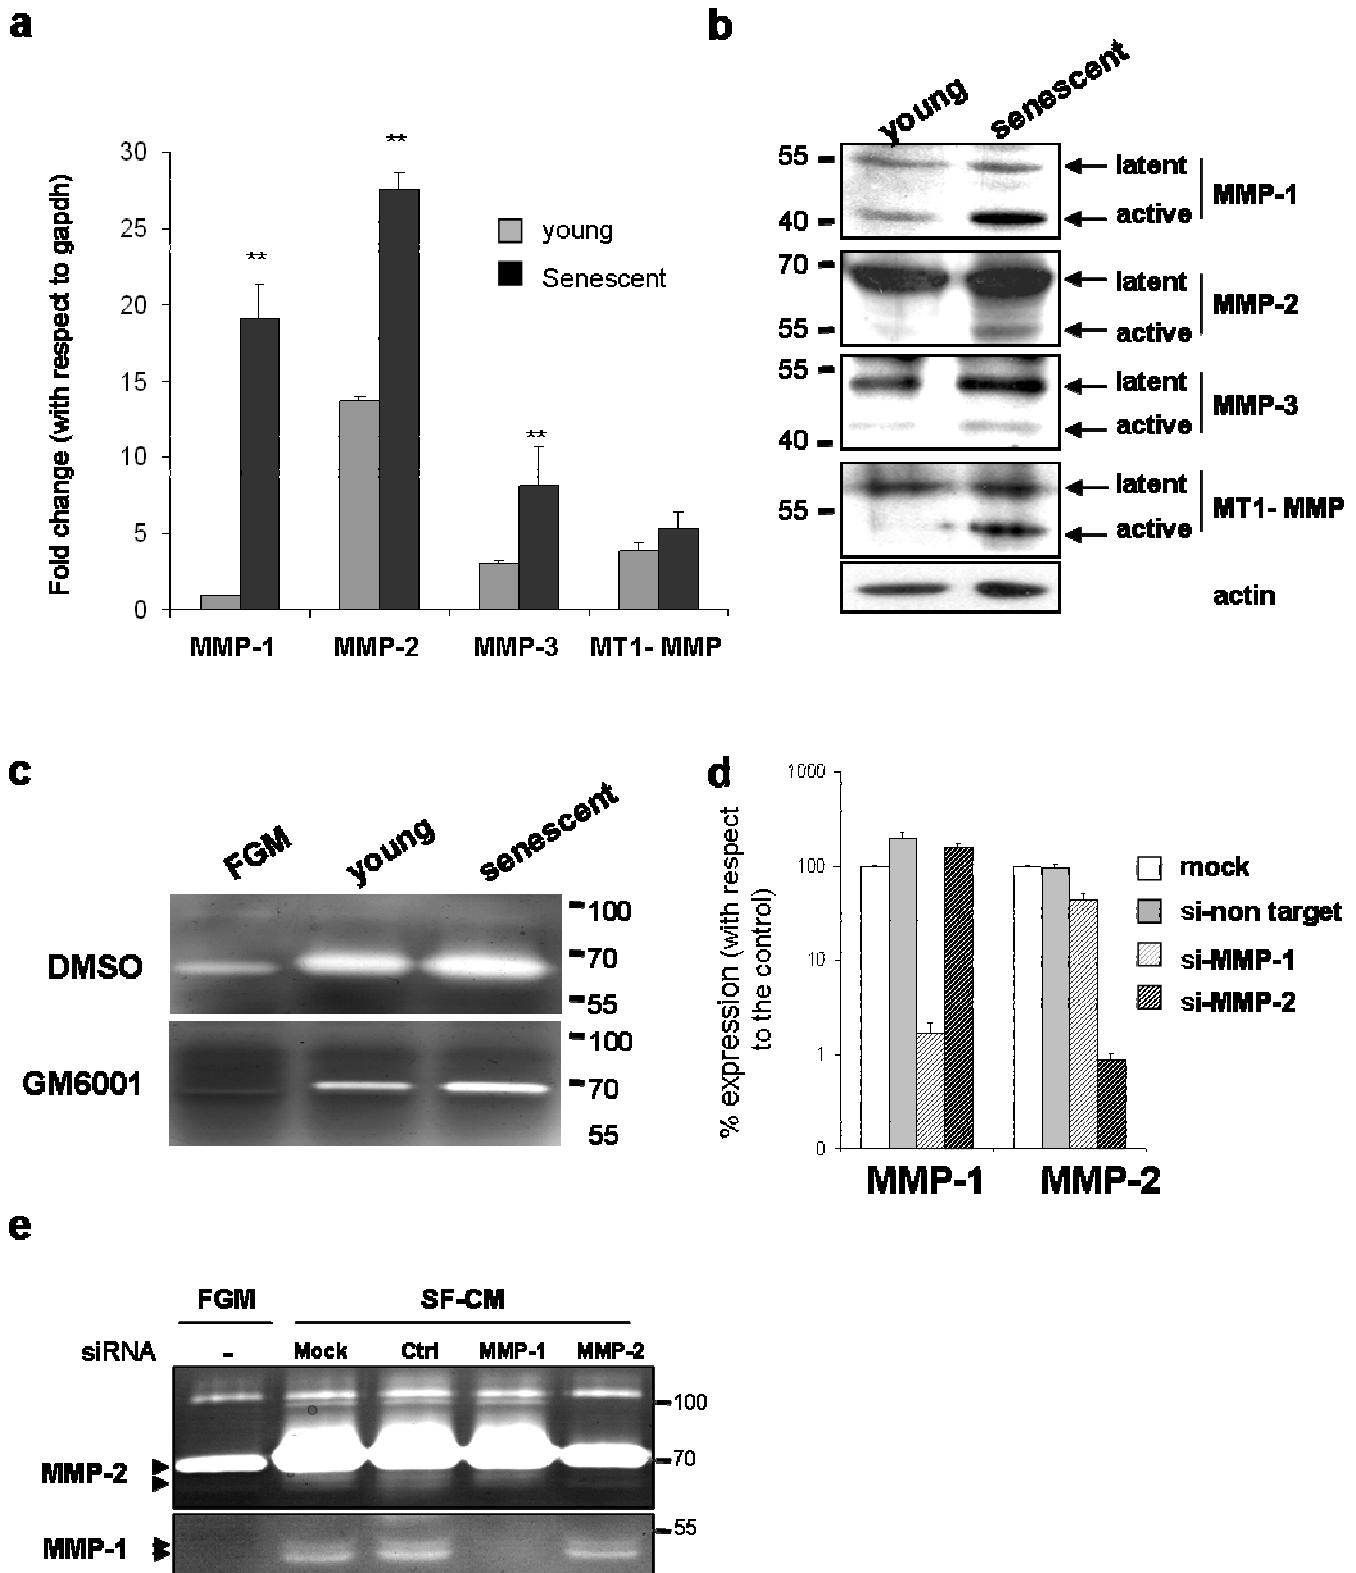 a
Fold change (with respect to gapdh)
30
25
20
15
10
5
0
**
**
**
young
Senescent
MMP-1 MMP-2 MMP-3 MT1- MMP
b
young senescent
55
40
latent
active
MMP-1
70
55
latent
active
MMP-2
55
40
latent
active
MMP-3
55
latent
active
MT1- MMP
actin
c
FGM young senescent
DMSO
100
70
55
GM6001
100
70
55
d
% expression (with respect
to the control)
1000
100
10
1
0
mock
si-non target
si-MMP-1
si-MMP-2
MMP-1 MMP-2
e
FGM SF-CM
siRNA - Mock Ctrl MMP-1 MMP-2
100
MMP-2
70
55
MMP-1